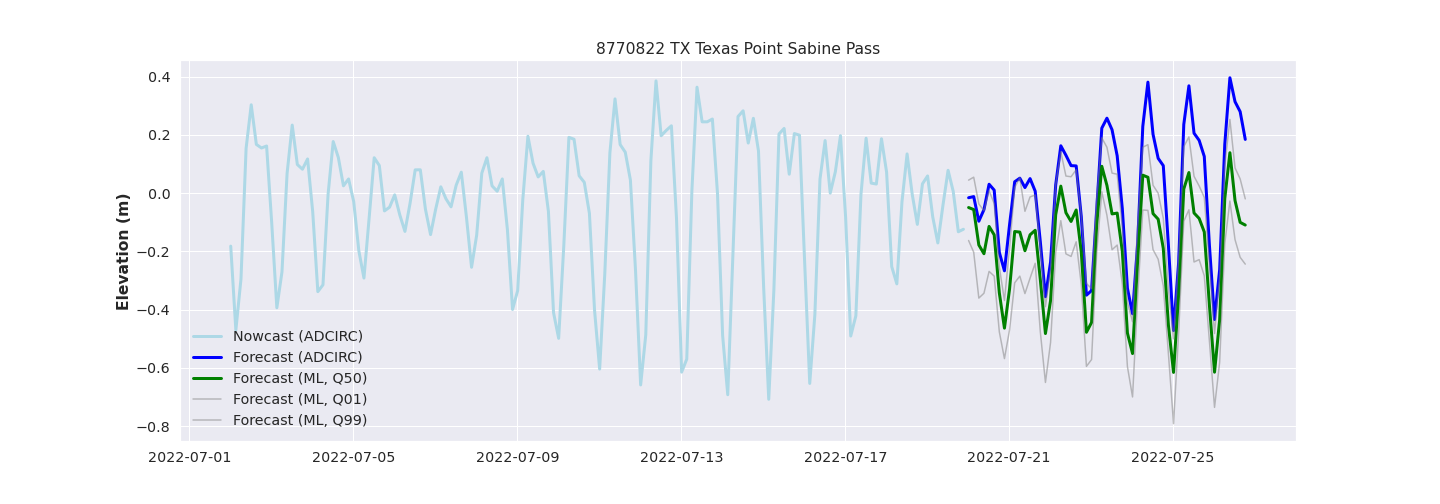 8770822 TX Texas Point Sabine Pass
Elevation (m)
0.4
0.2
0.0
−0.2
−0.4
−0.6
−0.8
Nowcast (ADCIRC)
Forecast (ADCIRC)
Forecast (ML, Q50)
Forecast (ML, Q01)
Forecast (ML, Q99)
2022-07-01 2022-07-05 2022-07-09 2022-07-13 2022-07-17 2022-07-21 2022-07-25